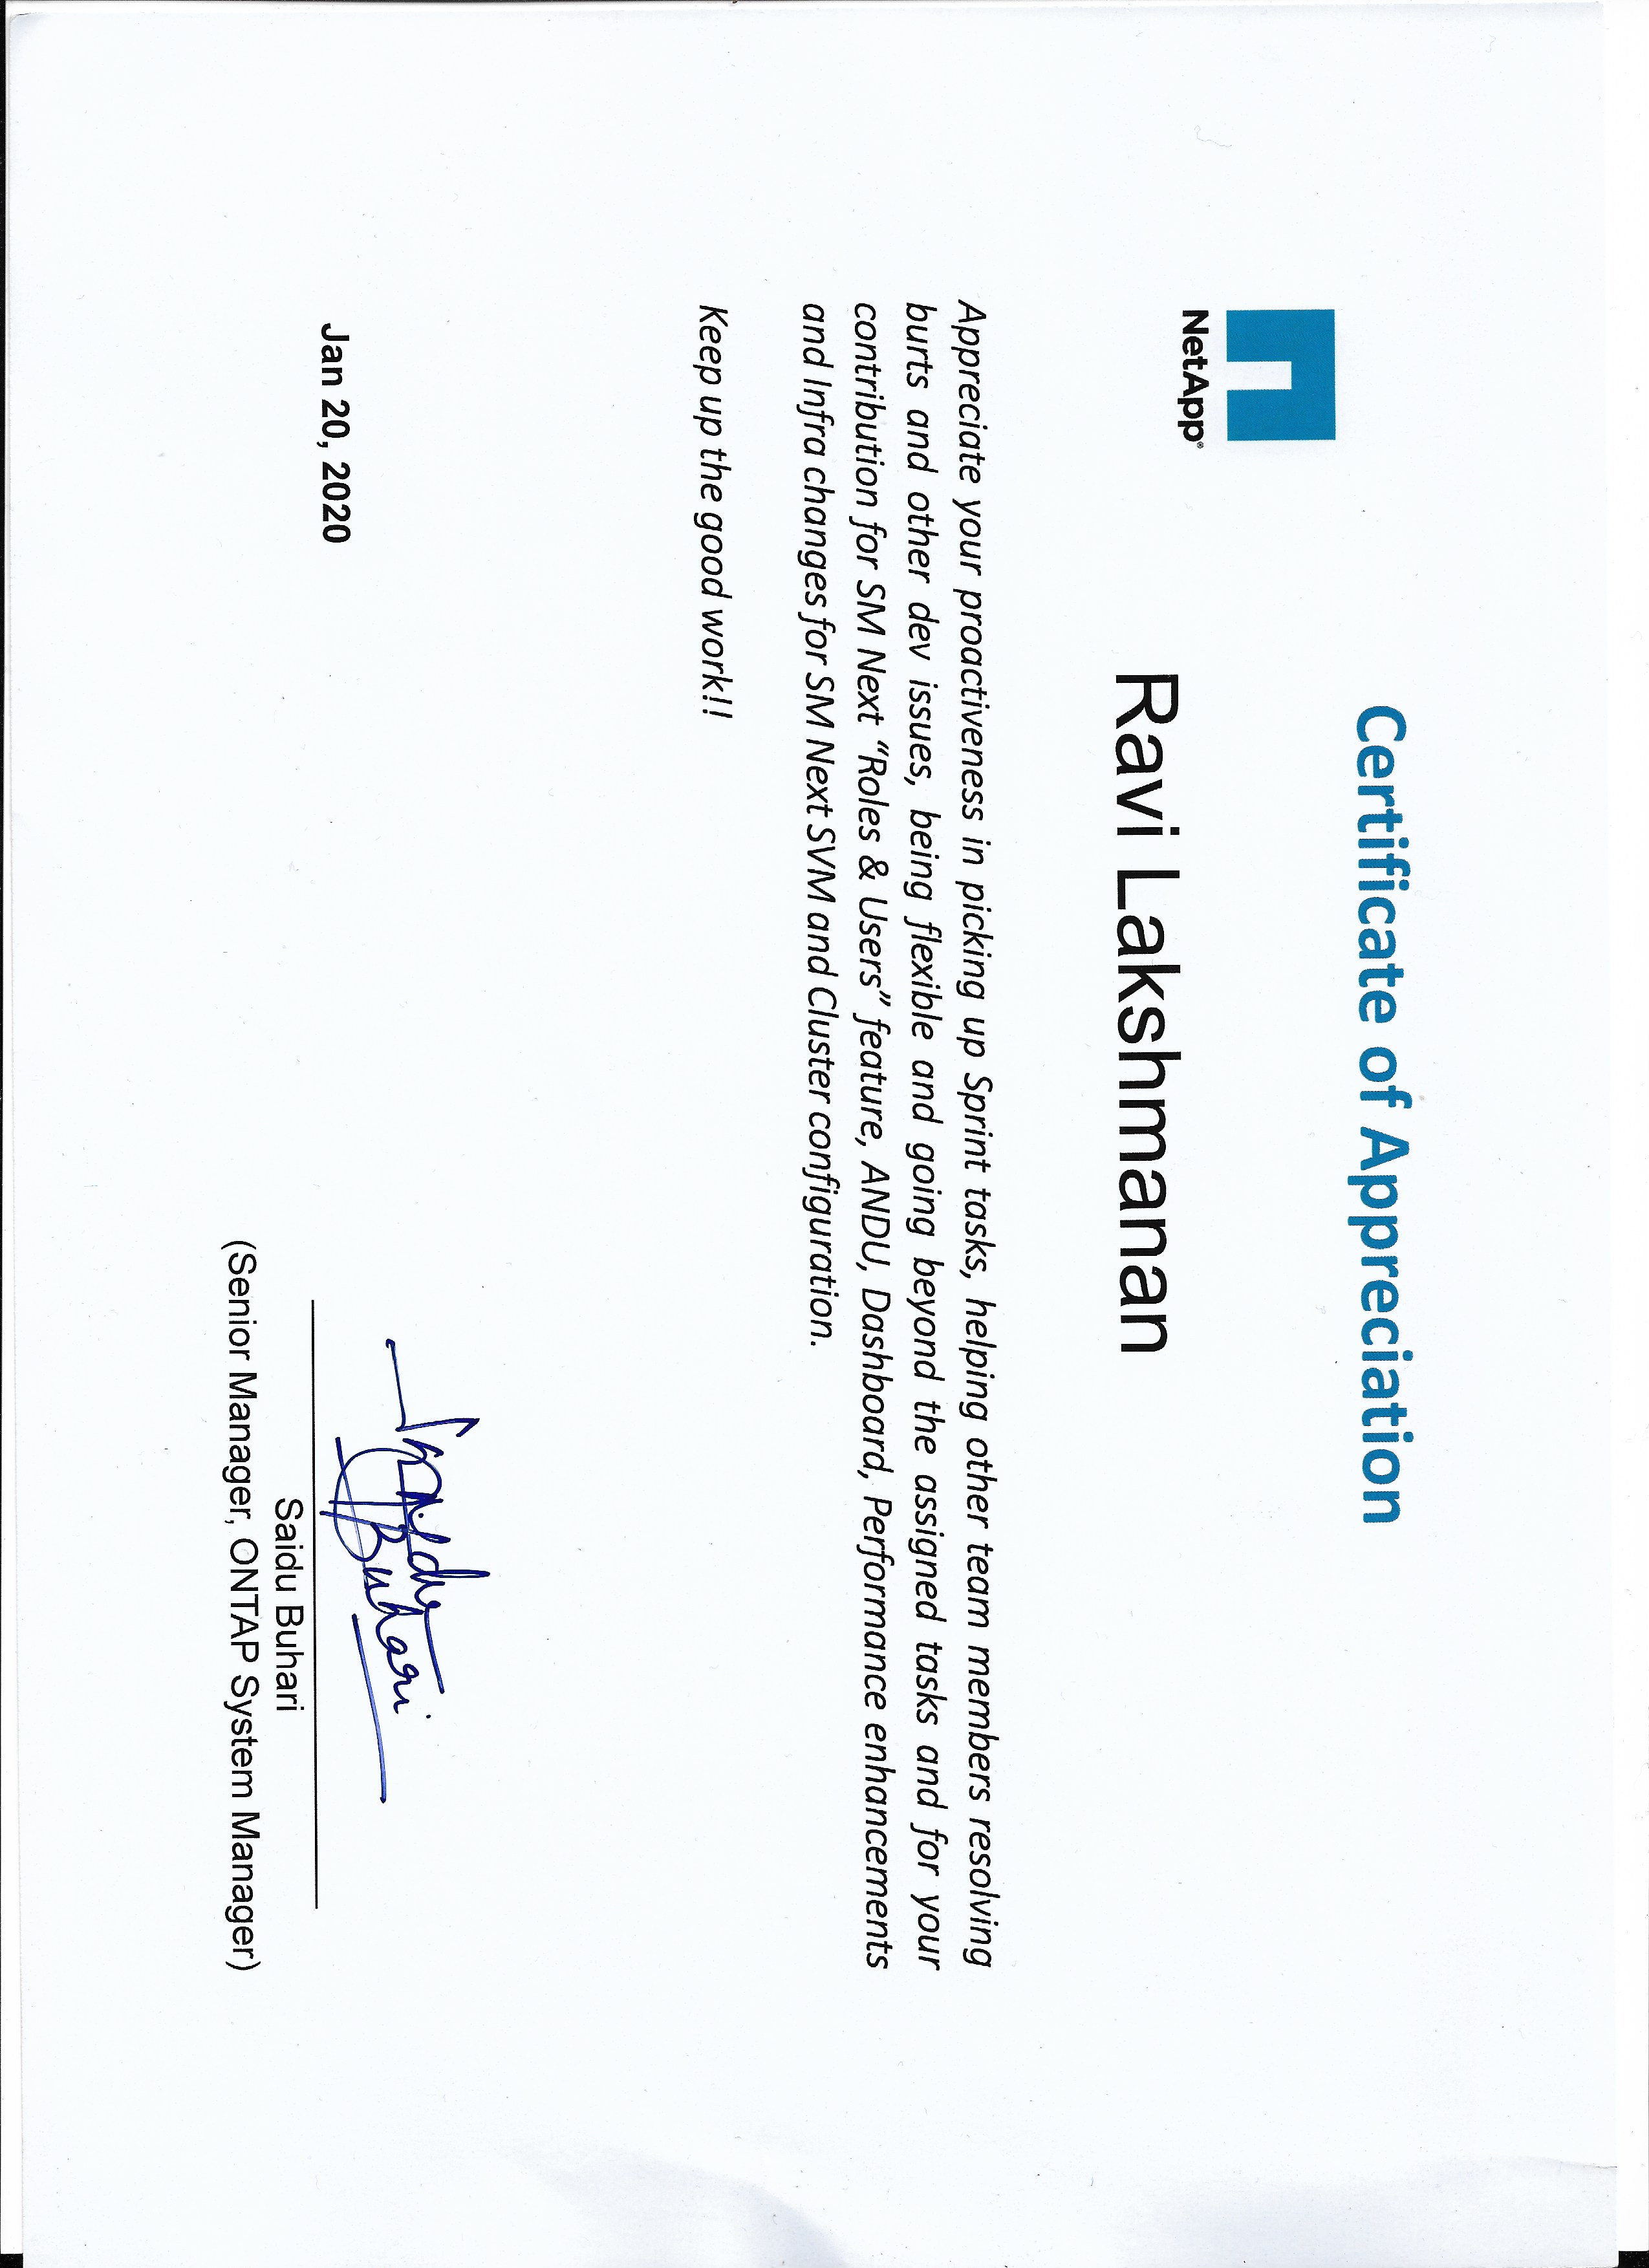 Certificate of Appreciation
NetApp®
Ravi Lakshmanan
Appreciate your proactiveness in picking up Sprint tasks, helping other team members resolving
burts and other dev issues, being flexible and going beyond the assigned tasks and for your
contribution for SM Next “Roles & Users” feature, ANDU, Dashboard, Performance enhancements
and Infra changes for SM Next SVM and Cluster configuration.
Keep up the good work!!
Saidu Buhari
Jan 20, 2020
Saidu Buhari
(Senior Manager, ONTAP System Manager)